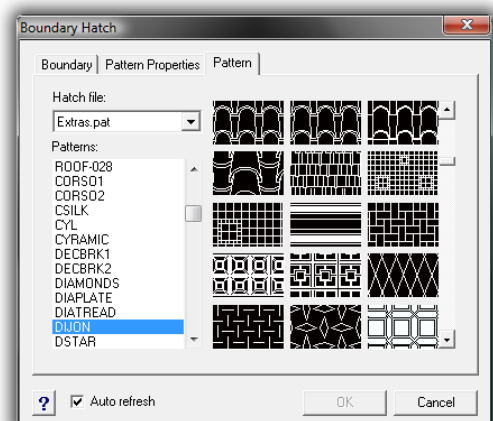 Boundary Hatch
Boundary Pattern Properties Pattern
Hatch file:
Extras.pat
Patterns:
ROOF-028
CORSO1
CORSO2
CSILK
CYL
CYRAMIC
DECBRK1
DECBRK2
DIAMONDS
DIAPLATE
DIATREAD
DIJON
DSTAR
? Auto refresh OK Cancel